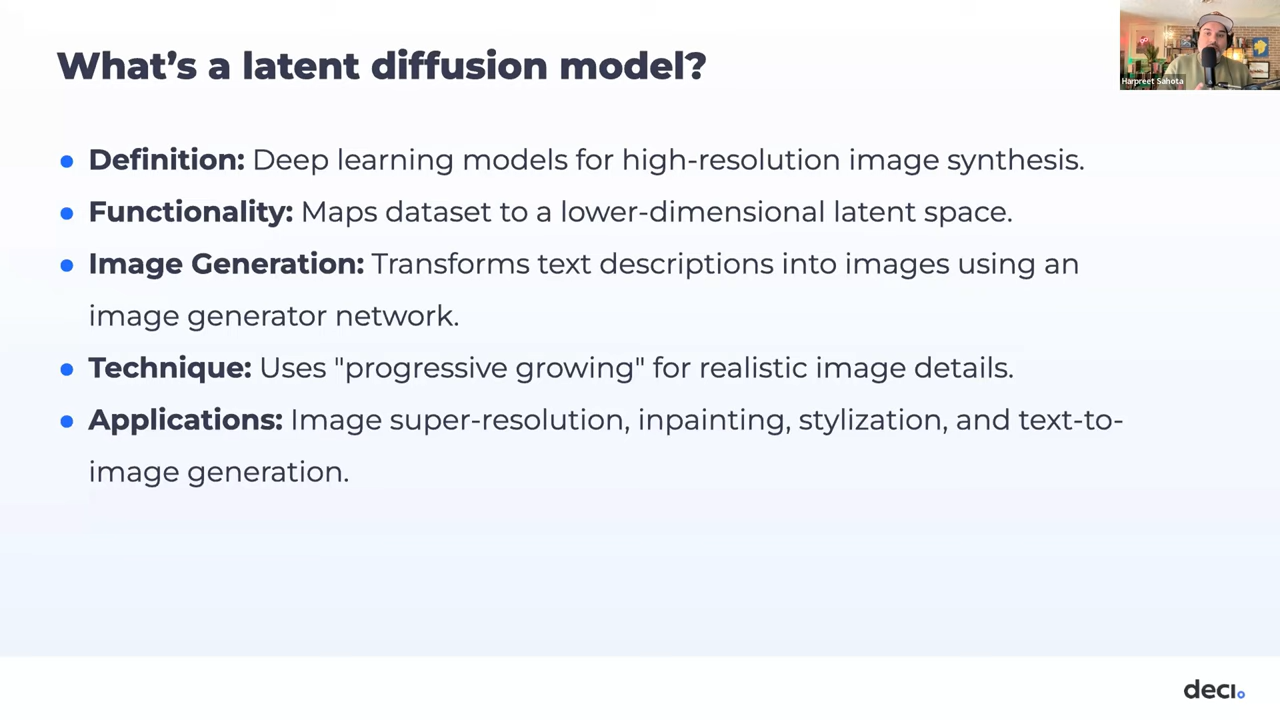 What's a latent diffusion model?
Harpreet Sahota
● Definition: Deep learning models for high-resolution image synthesis.
● Functionality: Maps dataset to a lower-dimensional latent space.
● Image Generation: Transforms text descriptions into images using an
image generator network.
● Technique: Uses "progressive growing" for realistic image details.
● Applications: Image super-resolution, inpainting, stylization, and text-to-
image generation.
deci.